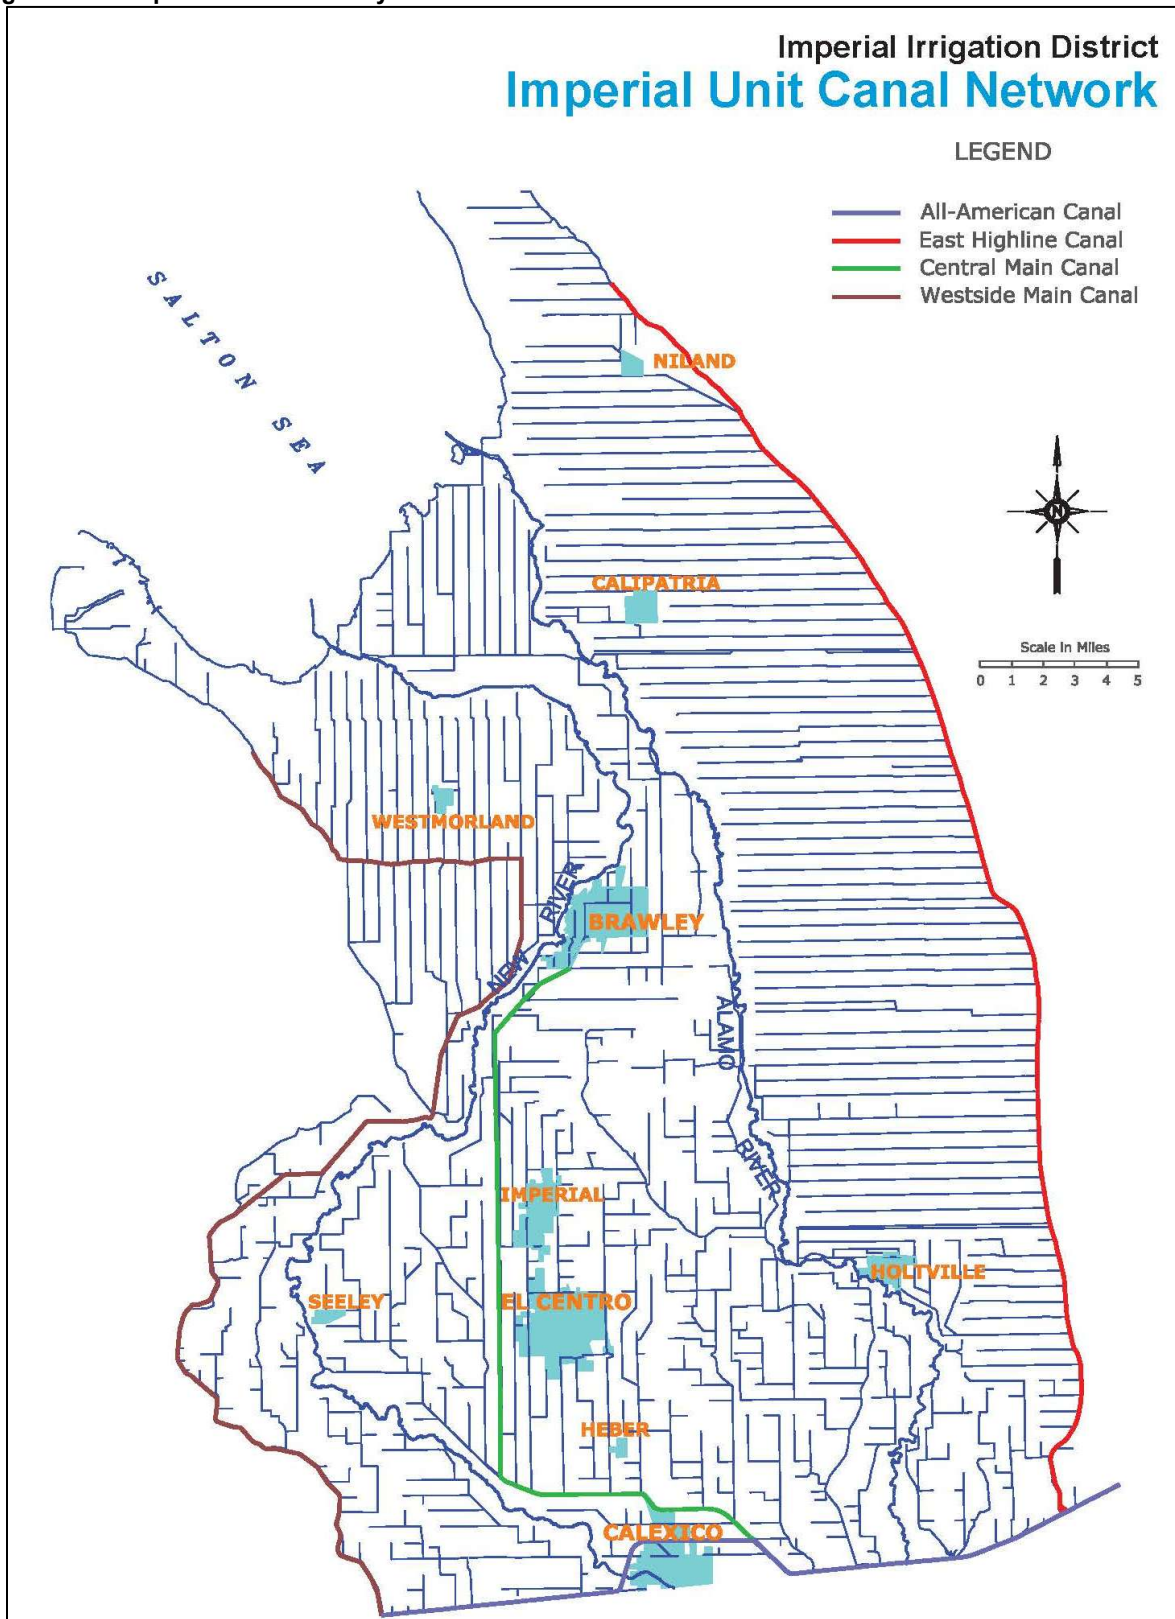 Imperial Irrigation District
Imperial Unit Canal Network
LEGEND
All-American Canal
East Highline Canal
Central Main Canal
Westside Main Canal
SALTON SEA
NILAND
N
CALIPATRIA
Scale in Miles
0 1 2 3 4 5
WESTMORLAND
NEW RIVER
BRAWLEY
ALAMO RIVER
IMPERIAL
HOLTVILLE
SEELEY
EL CENTRO
HEBER
CALEXICO